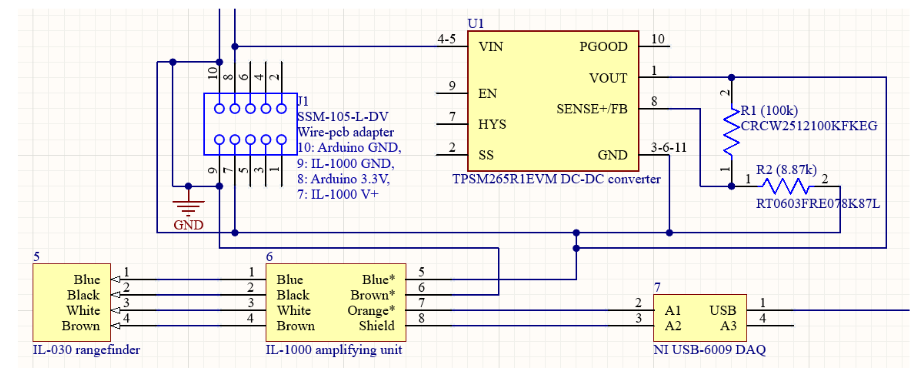 U1
4-5 VIN PGOOD 10
VOUT 1
9 EN
SENSE+/FB 8
7 HYS
2 SS GND 3-6-11
TPSM265R1EVM DC-DC converter
10 8 6 4 2
J1
SSM-105-L-DV
Wire-pcb adapter
10: Arduino GND,
9: IL-1000 GND,
8: Arduino 3.3V,
7: IL-1000 V+
9 7 5 3 1
GND
2
R1 (100k)
CRCW2512100KFKEG
1
R2 (8.87k)
1 2
RT0603FRE078K87L
5
Blue 1
Black 2
White 3
Brown 4
IL-030 rangefinder
6
1 Blue Blue* 5
2 Black Brown* 6
3 White Orange* 7
4 Brown Shield 8
IL-1000 amplifying unit
7
2 A1 USB 1
3 A2 A3 4
NI USB-6009 DAQ